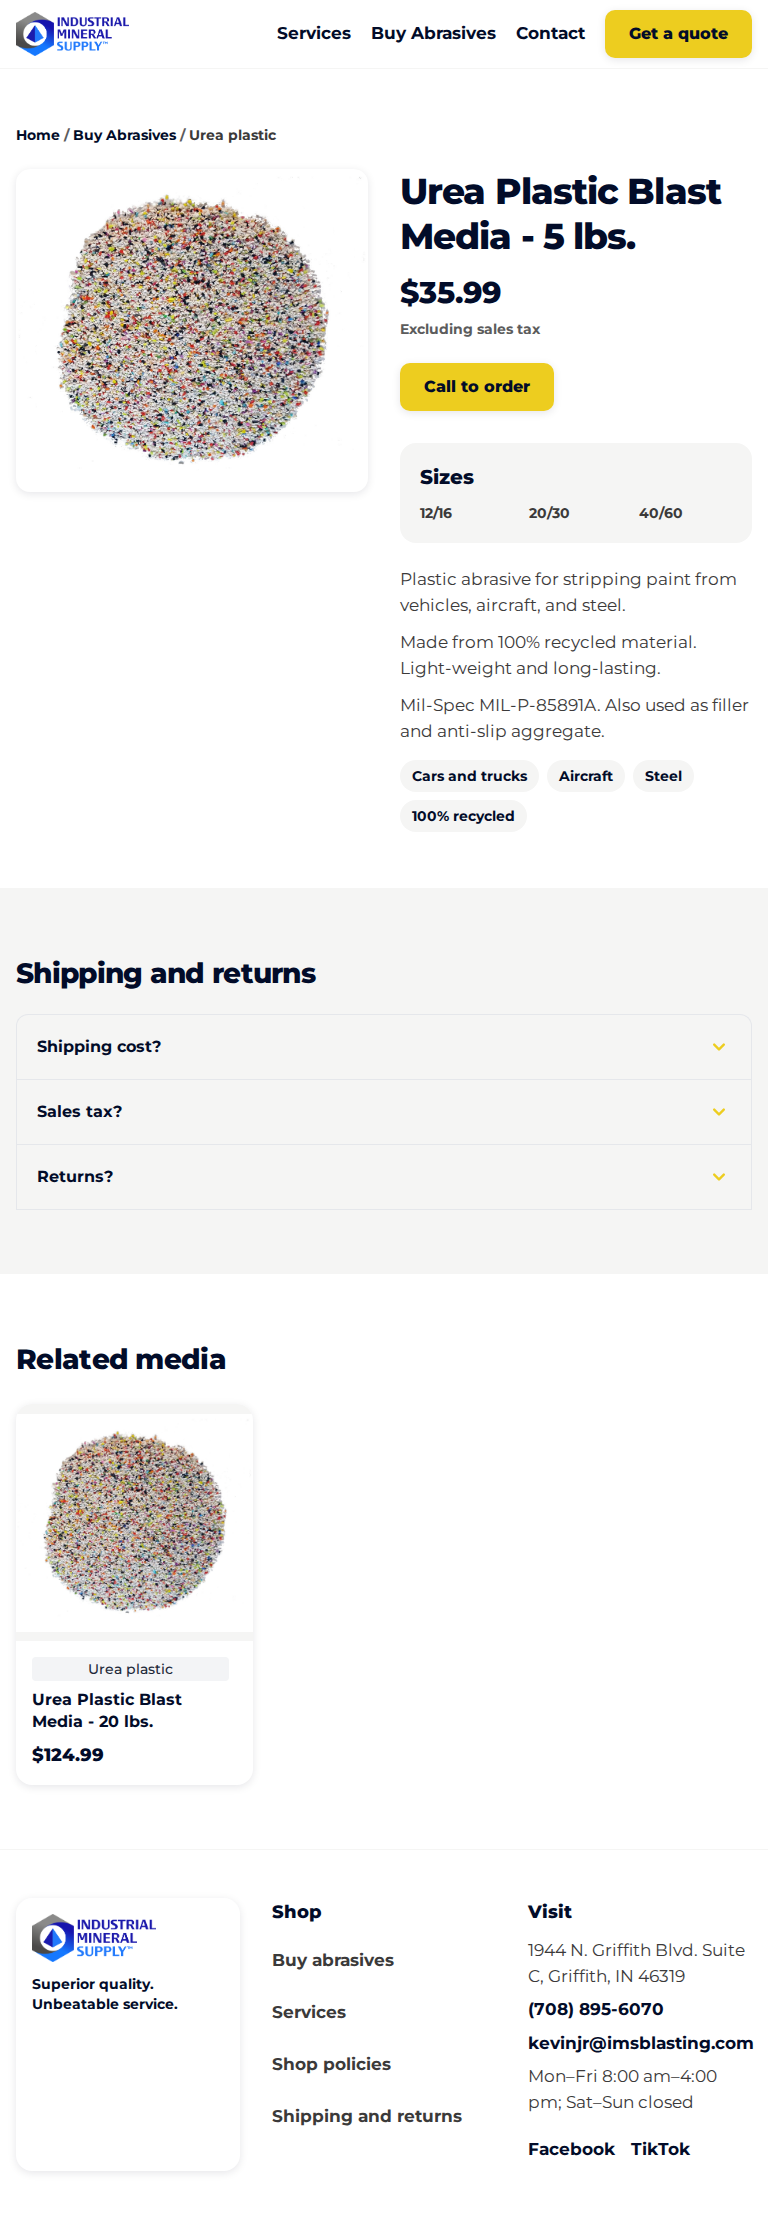 INDUSTRIAL
MINERAL
SUPPLY™
Services
Buy Abrasives
Contact
Get a quote
Home / Buy Abrasives / Urea plastic
Urea Plastic Blast
Media - 5 lbs.
$35.99
Excluding sales tax
Call to order
Sizes
12/16
20/30
40/60
Plastic abrasive for stripping paint from
vehicles, aircraft, and steel.
Made from 100% recycled material.
Light-weight and long-lasting.
Mil-Spec MIL-P-85891A. Also used as filler
and anti-slip aggregate.
Cars and trucks
Aircraft
Steel
100% recycled
Shipping and returns
Shipping cost?
Sales tax?
Returns?
Related media
Urea plastic
Urea Plastic Blast
Media - 20 lbs.
$124.99
INDUSTRIAL
MINERAL
SUPPLY™
Superior quality.
Unbeatable service.
Shop
Buy abrasives
Services
Shop policies
Shipping and returns
Visit
1944 N. Griffith Blvd. Suite
C, Griffith, IN 46319
(708) 895-6070
kevinjr@imsblasting.com
Mon–Fri 8:00 am–4:00
pm; Sat–Sun closed
Facebook
TikTok